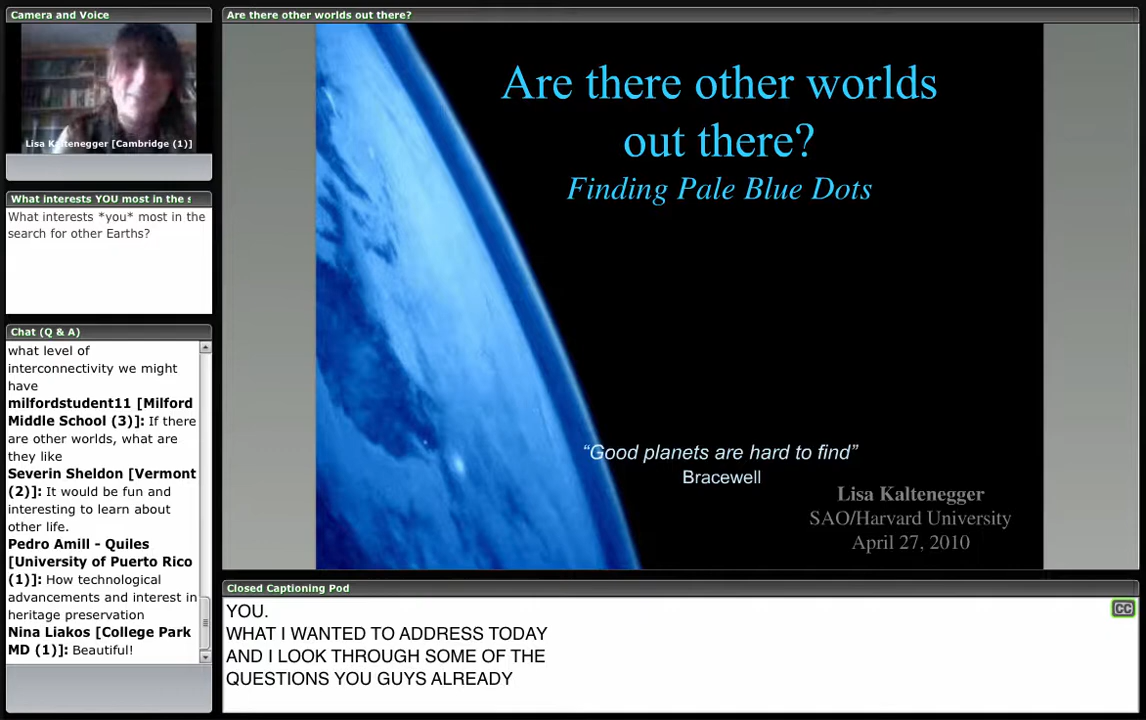 Camera and Voice
Lisa Kaltenegger [Cambridge (1)]
What interests YOU most in the s
What interests *you* most in the
search for other Earths?
Chat (Q & A)
what level of
interconnectivity we might
have
milfordstudent11 [Milford
Middle School (3)]: If there
are other worlds, what are
they like
Severin Sheldon [Vermont
(2)]: It would be fun and
interesting to learn about
other life.
Pedro Amill - Quiles
[University of Puerto Rico
(1)]: How technological
advancements and interest in
heritage preservation
Nina Liakos [College Park
MD (1)]: Beautiful!
Are there other worlds out there?
Are there other worlds
out there?
Finding Pale Blue Dots
“Good planets are hard to find”
Bracewell
Lisa Kaltenegger
SAO/Harvard University
April 27, 2010
Closed Captioning Pod
CC
YOU.
WHAT I WANTED TO ADDRESS TODAY
AND I LOOK THROUGH SOME OF THE
QUESTIONS YOU GUYS ALREADY